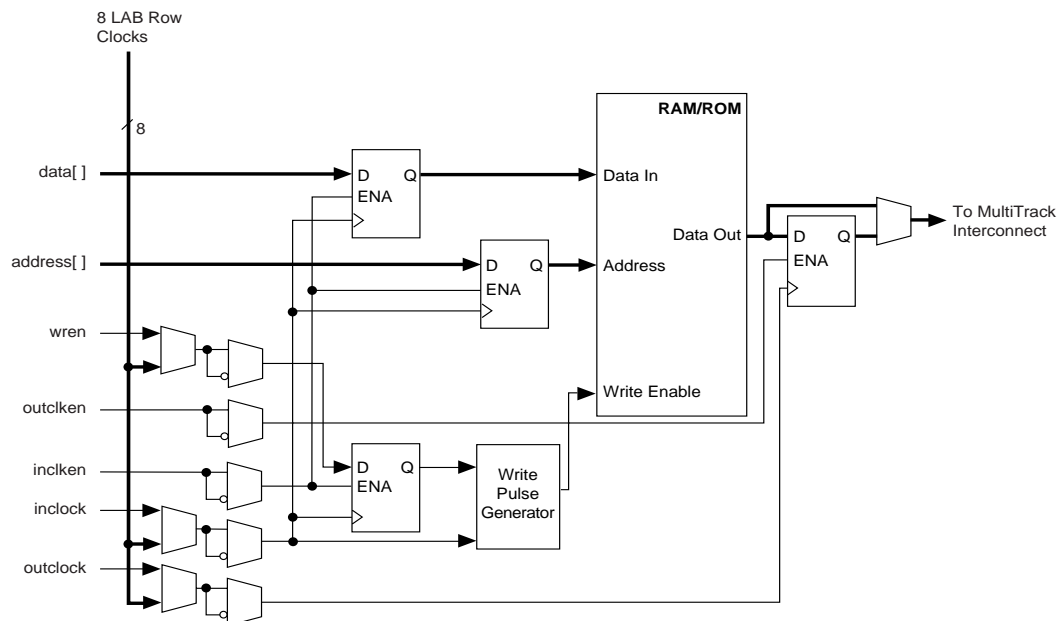 8 LAB Row
Clocks
8
RAM/ROM
data[ ]
D Q
ENA
Data In
Data Out
To MultiTrack
Interconnect
D Q
ENA
address[ ]
D Q
ENA
Address
wren
outclken
Write Enable
inclken
D Q
ENA
Write
Pulse
Generator
inclock
outclock